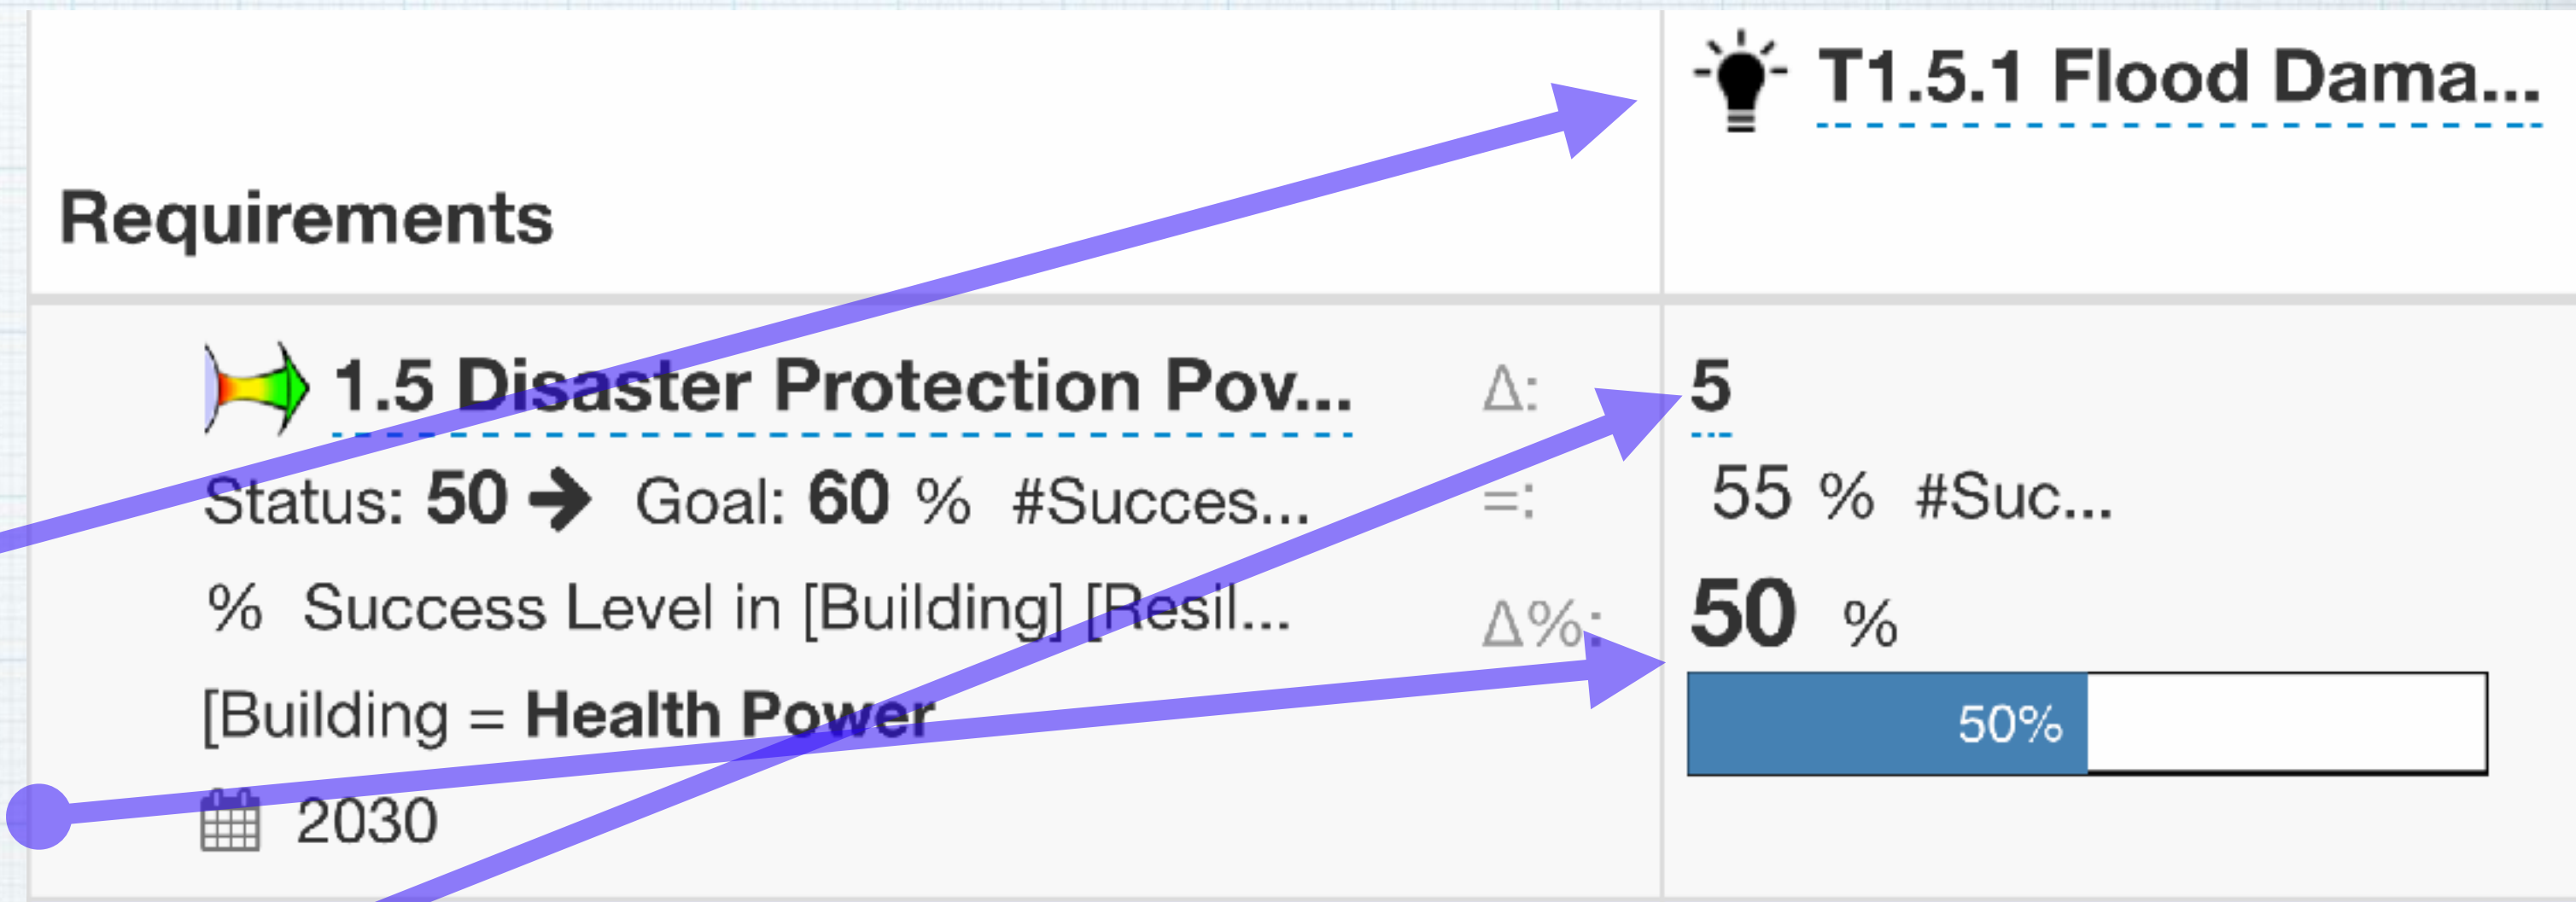 T1.5.1 Flood Dama...
Requirements
1.5 Disaster Protection Pov... Δ: 5
Status: 50 ➔ Goal: 60 % #Succes... =: 55 % #Suc...
% Success Level in [Building] [Resil... Δ%: 50 %
[Building = Health Power 50%
2030